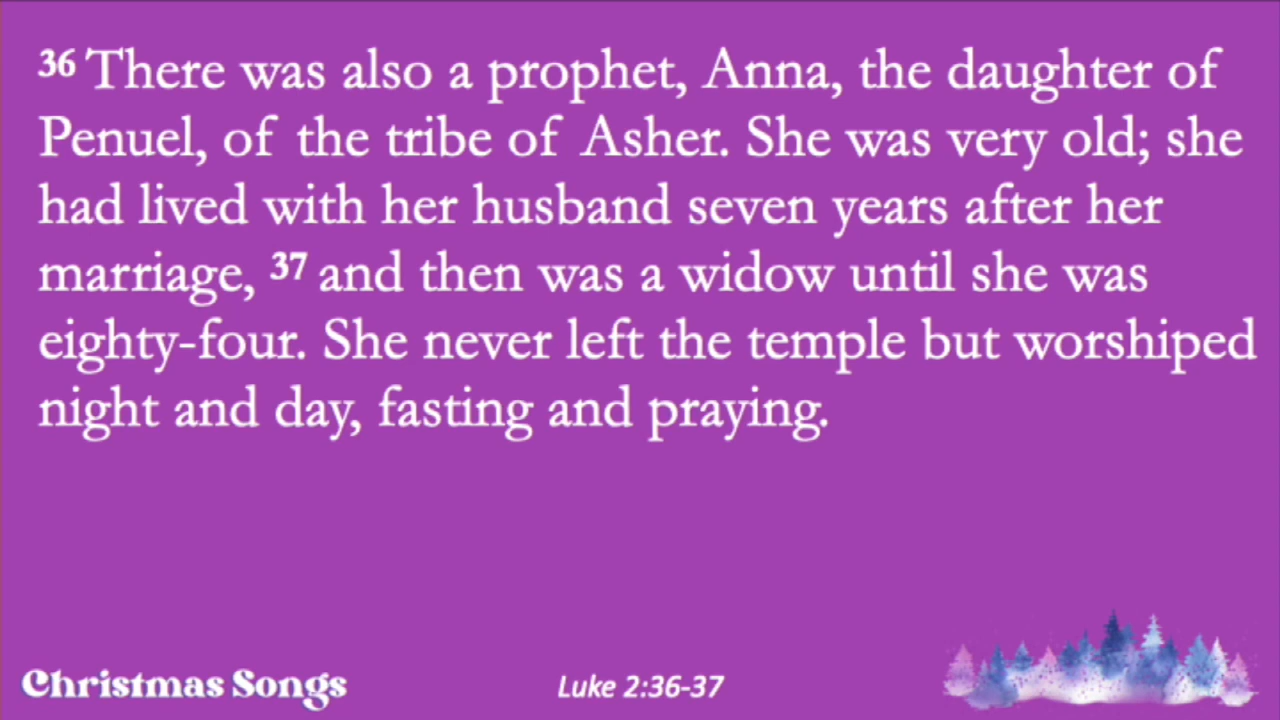 36 There was also a prophet, Anna, the daughter of
Penuel, of the tribe of Asher. She was very old; she
had lived with her husband seven years after her
marriage, 37 and then was a widow until she was
eighty-four. She never left the temple but worshiped
night and day, fasting and praying.
Christmas Songs
Luke 2:36-37